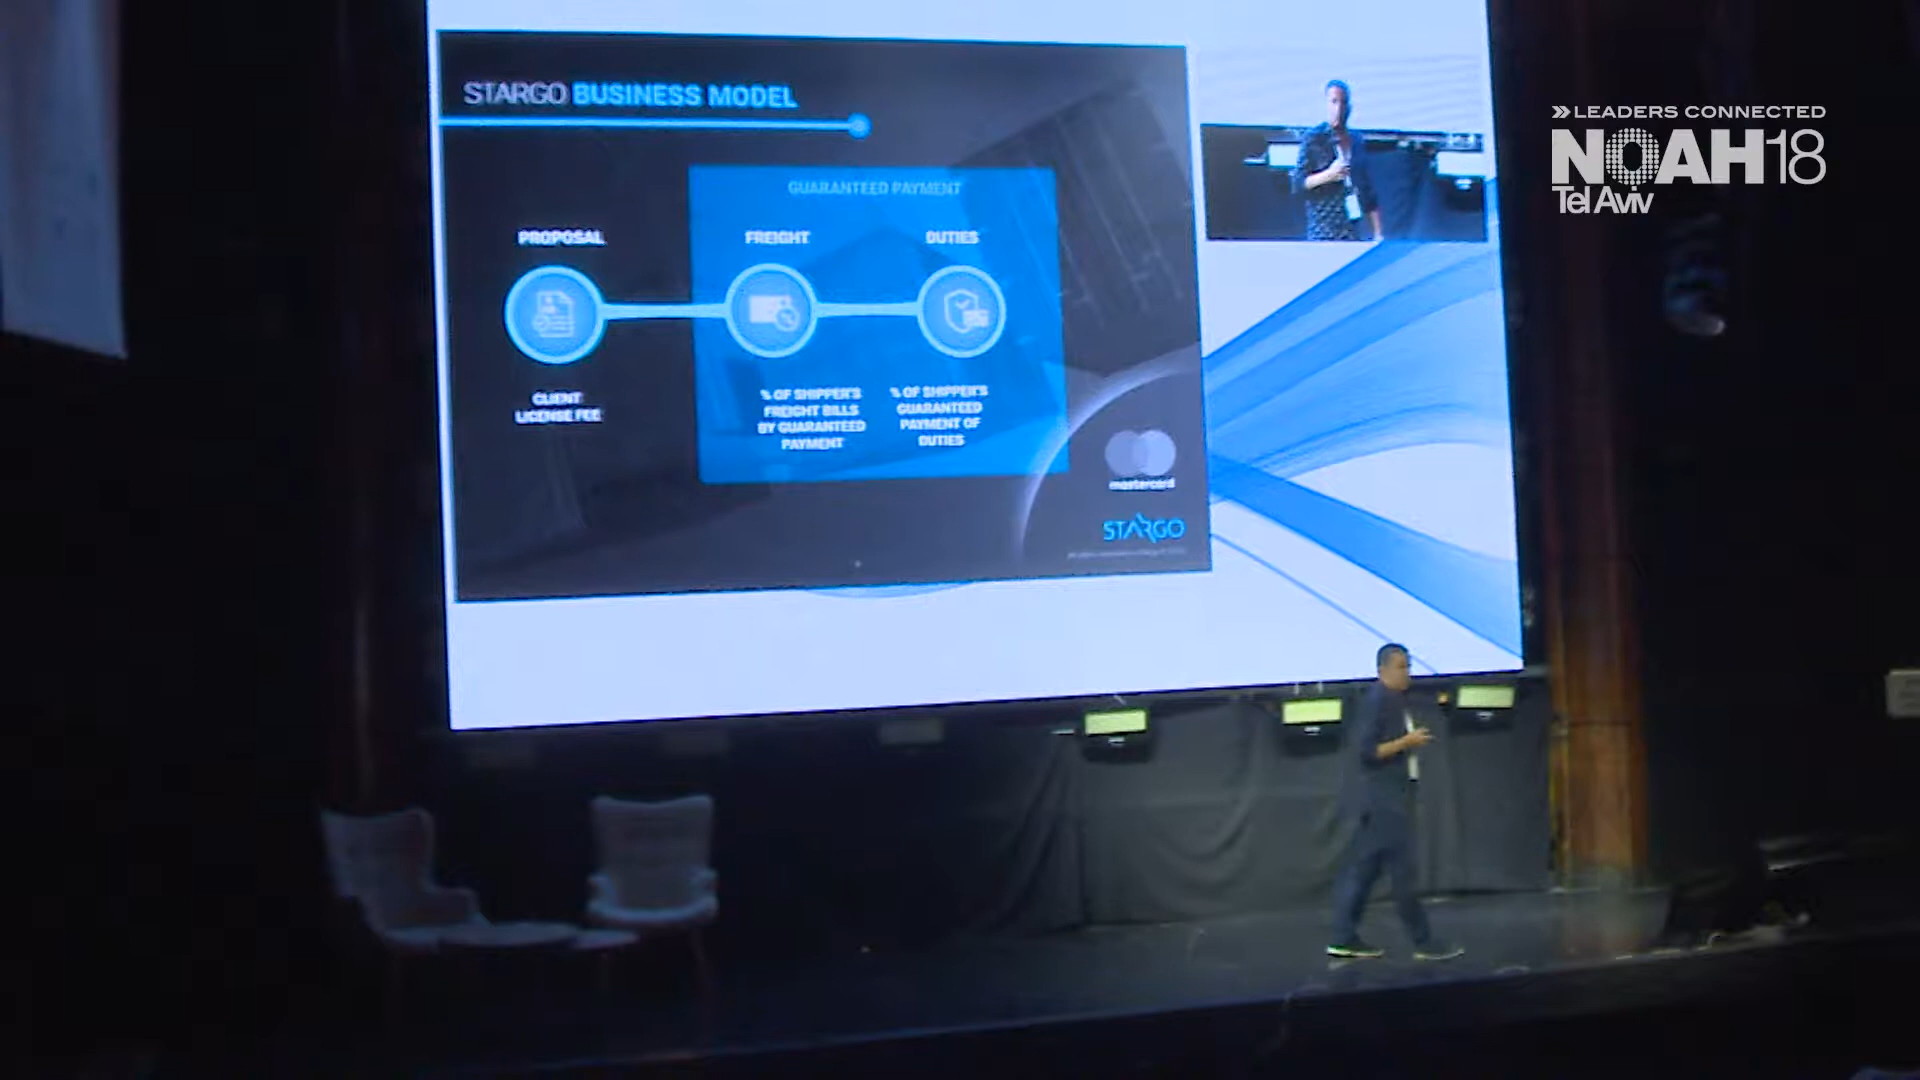 STARGO BUSINESS MODEL
GUARANTEED PAYMENT
PROPOSAL
FREIGHT
DUTIES
CLIENT
LICENSE FEE
% OF SHIPPER'S
FREIGHT BILLS
BY GUARANTEED
PAYMENT
% OF SHIPPER'S
GUARANTEED
PAYMENT OF
DUTIES
mastercard
STARGO
LEADERS CONNECTED
NOAH18
Tel Aviv